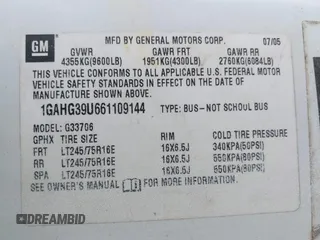 GM
MFD BY GENERAL MOTORS CORP. 07/05
GVWR GAWR FRT GAWR RR
4355KG(9600LB) 1951KG(4300LB) 2760KG(6084LB)
THIS VEHICLE CONFORMS TO ALL APPLICABLE U.S. FEDERAL
MOTOR VEHICLE SAFETY STANDARDS IN EFFECT ON THE DATE
OF MANUFACTURE SHOWN ABOVE.
1GAHG39U661109144 TYPE: BUS-NOT SCHOOL BUS
MODEL: G33706
GPHX TIRE SIZE RIM COLD TIRE PRESSURE
FRT LT245/75R16E 16X6.5J 340KPA(50PSI)
RR LT245/75R16E 16X6.5J 550KPA(80PSI)
SPA LT245/75R16E 16X6.5J 550KPA(80PSI)
SEE OWNER'S MANUAL FOR MORE INFORMATION.
DREAMBID